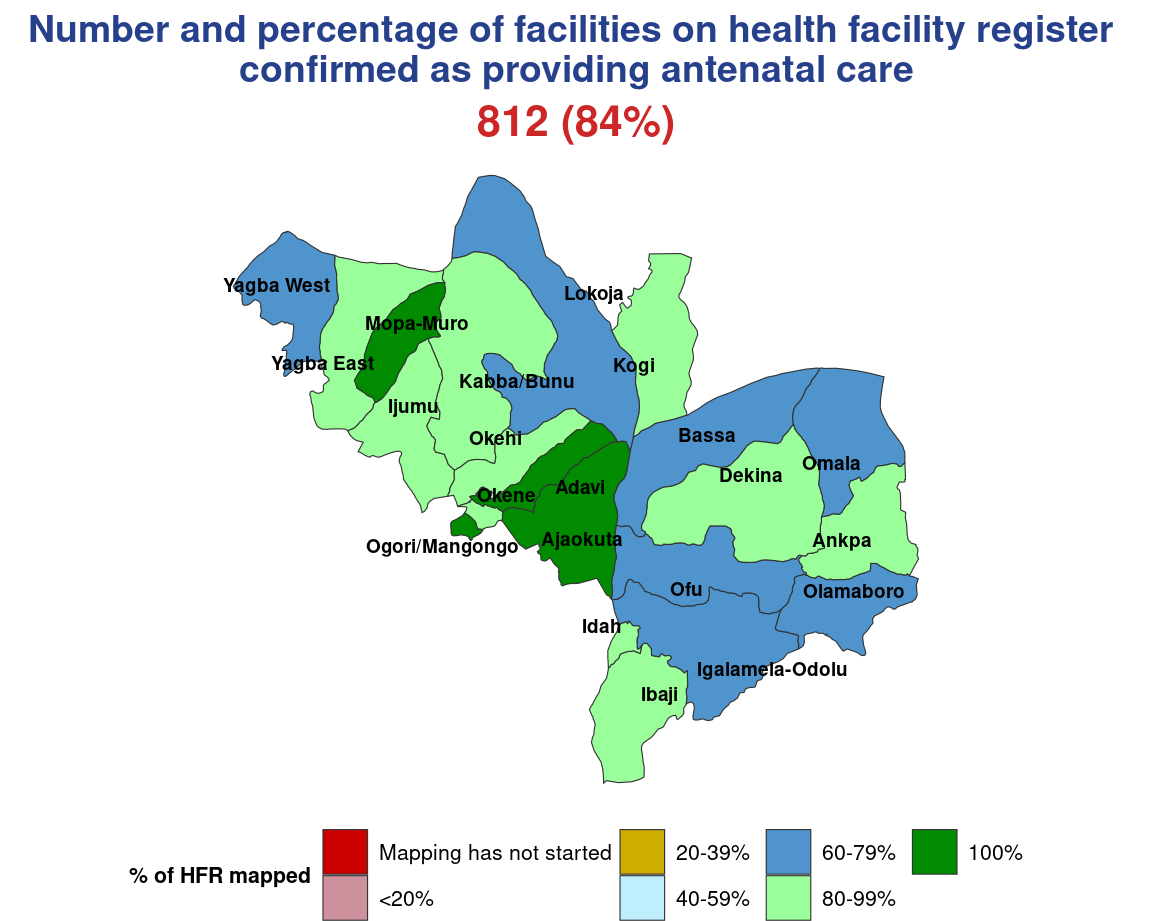 Number and percentage of facilities on health facility register
confirmed as providing antenatal care
812 (84%)
Yagba West
Lokoja
Mopa-Muro
Yagba East
Kogi
Kabba/Bunu
Ijumu
Okehi
Bassa
Omala
Dekina
Adavi
Okene
Ajaokuta
Ankpa
Ogori/Mangongo
Ofu
Olamaboro
Idah
Igalamela-Odolu
Ibaji
% of HFR mapped
Mapping has not started
<20%
20-39%
40-59%
60-79%
80-99%
100%